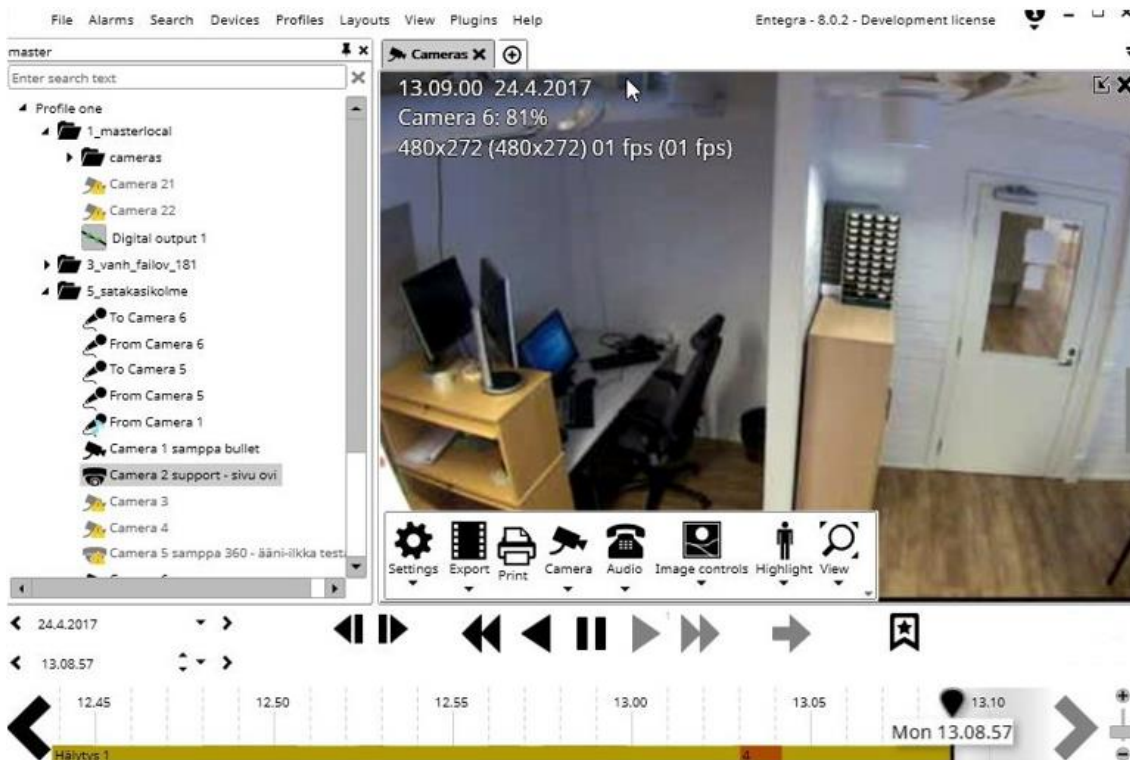 File Alarms Search Devices Profiles Layouts View Plugins Help
Entegra - 8.0.2 - Development license
master
Cameras
Enter search text
Profile one
1_masterlocal
cameras
Camera 21
Camera 22
Digital output 1
3_vanh_failov_181
5_satakasikolme
To Camera 6
From Camera 6
To Camera 5
From Camera 5
From Camera 1
Camera 1 samppa bullet
Camera 2 support - sivu ovi
Camera 3
Camera 4
Camera 5 samppa 360 - ääni-ilkka test
13.09.00 24.4.2017
Camera 6: 81%
480x272 (480x272) 01 fps (01 fps)
Settings Export Print Camera Audio Image controls Highlight View
24.4.2017
13.08.57
12.45 12.50 12.55 13.00 13.05 13.10
Mon 13.08.57
Hälytys 1
4